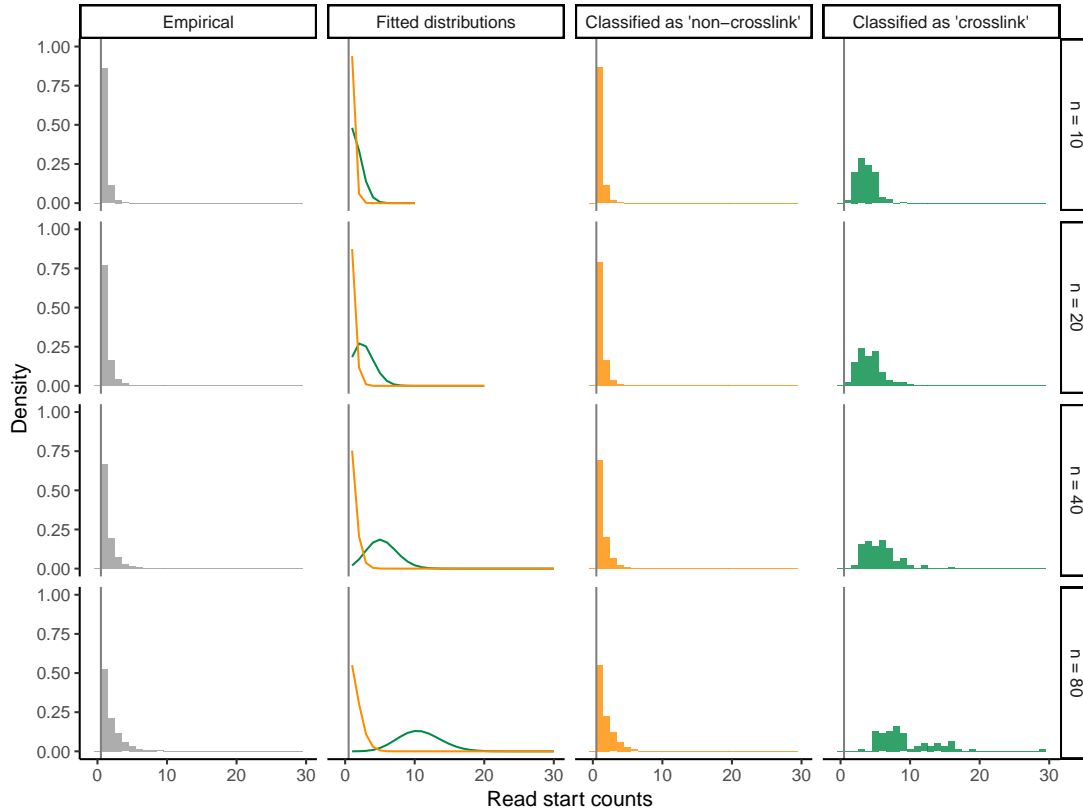 Empirical
Fitted distributions
Classified as 'non−crosslink'
Classified as 'crosslink'
1.00
0.75
0.50
0.25
0.00
n = 10
1.00
0.75
0.50
0.25
0.00
n = 20
1.00
0.75
0.50
0.25
0.00
n = 40
1.00
0.75
0.50
0.25
0.00
n = 80
Density
0 10 20 30
0 10 20 30
0 10 20 30
0 10 20 30
Read start counts